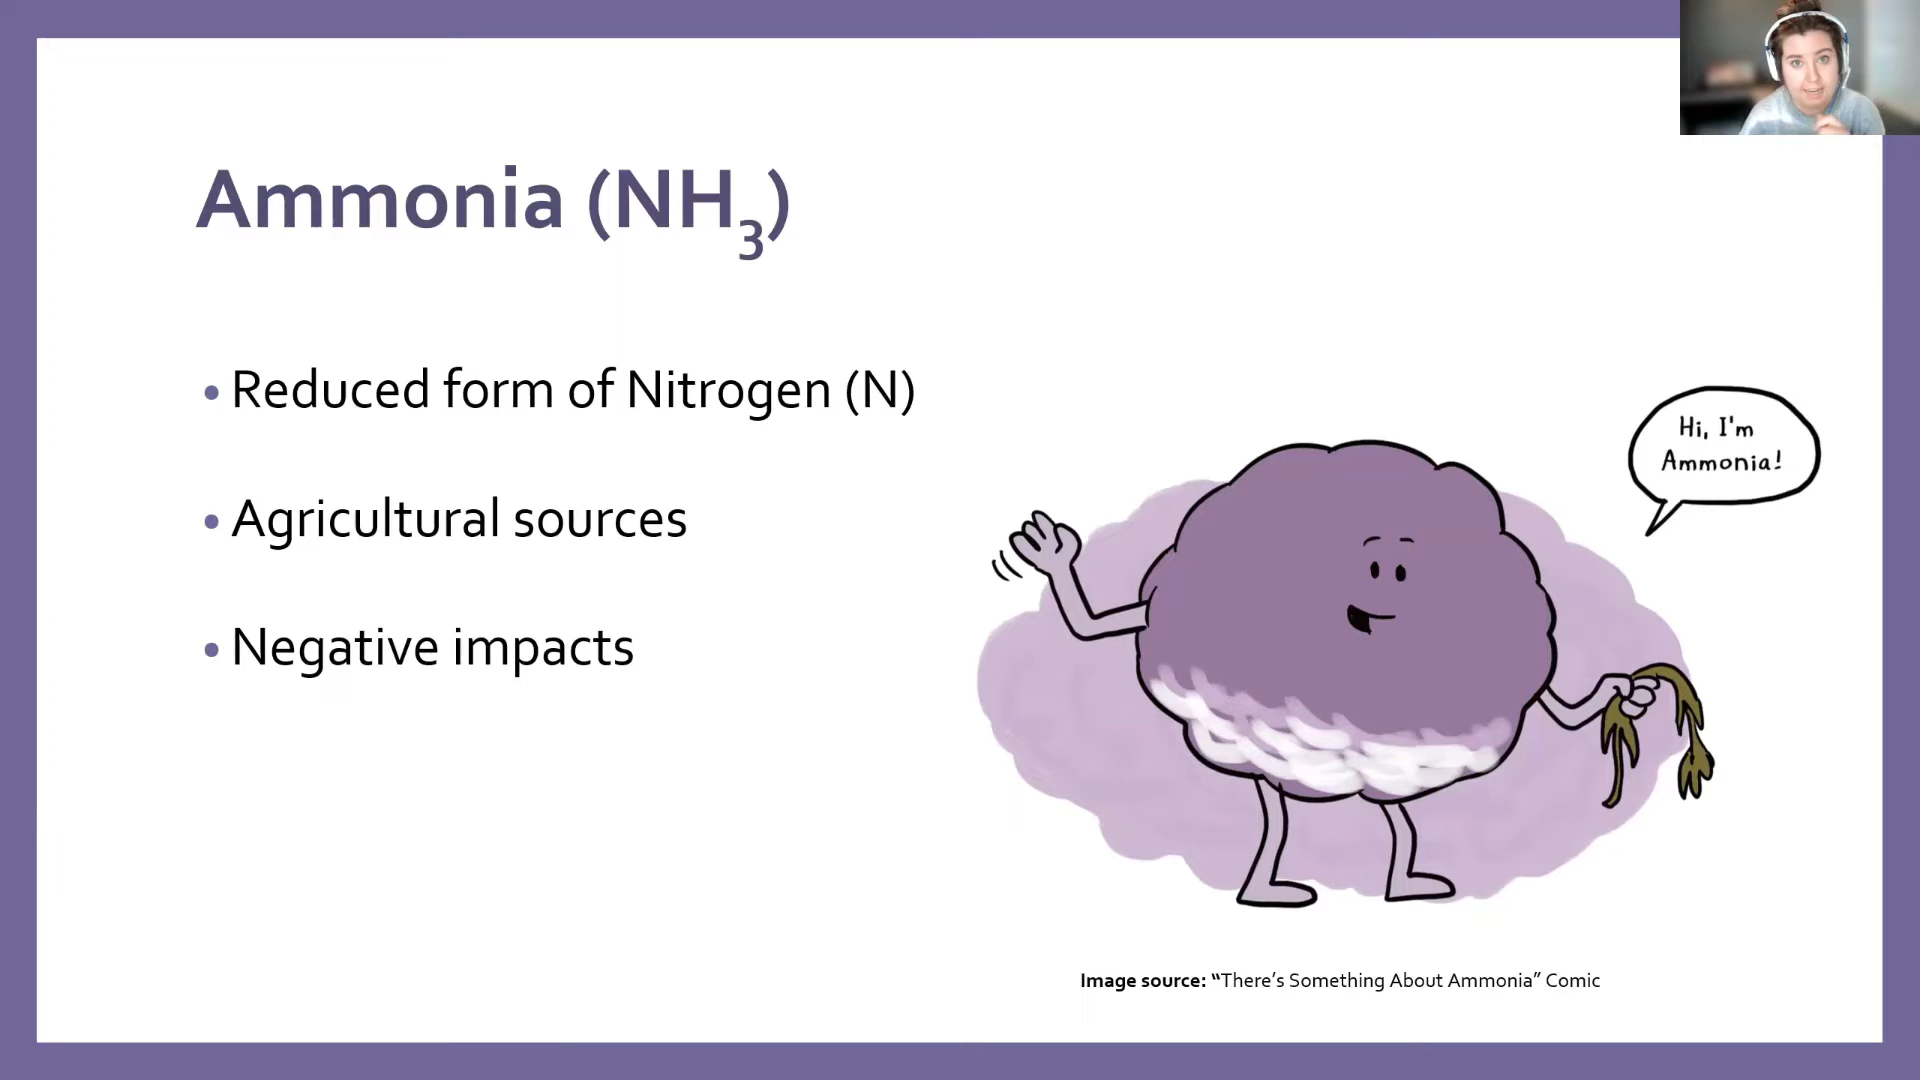 Ammonia (NH₃)
• Reduced form of Nitrogen (N)
• Agricultural sources
• Negative impacts
Hi, I'm
Ammonia!
Image source: “There’s Something About Ammonia” Comic